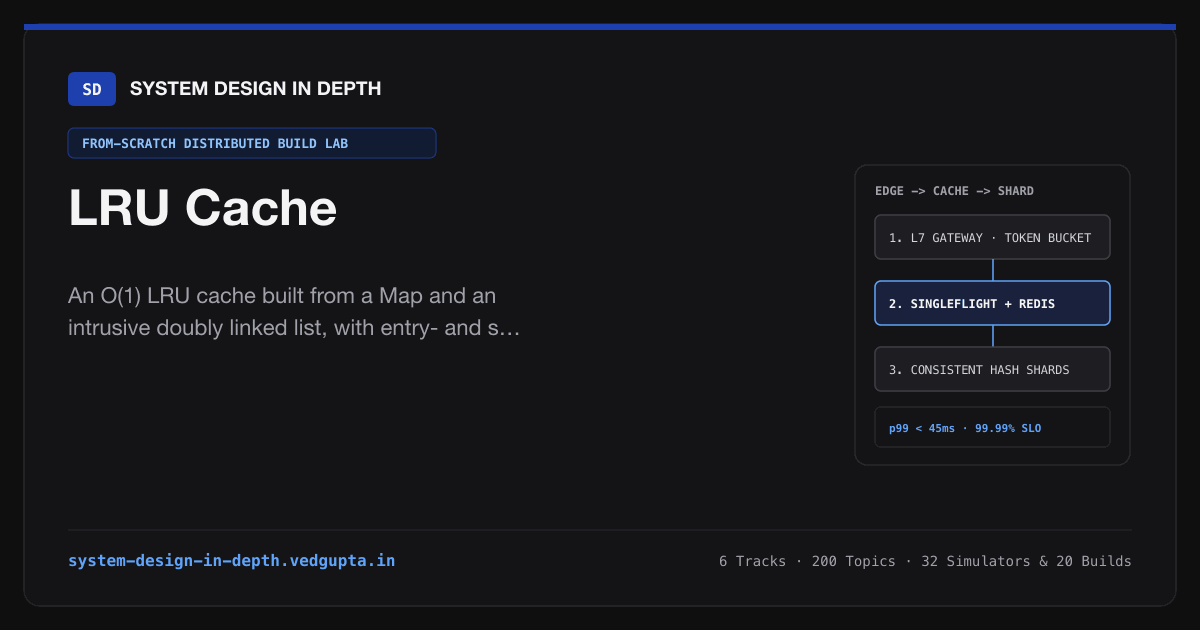 SD SYSTEM DESIGN IN DEPTH
FROM-SCRATCH DISTRIBUTED BUILD LAB
LRU Cache
An O(1) LRU cache built from a Map and an
intrusive doubly linked list, with entry- and s…
EDGE -> CACHE -> SHARD
1. L7 GATEWAY · TOKEN BUCKET
2. SINGLEFLIGHT + REDIS
3. CONSISTENT HASH SHARDS
p99 < 45ms · 99.99% SLO
system-design-in-depth.vedgupta.in
6 Tracks · 200 Topics · 32 Simulators & 20 Builds